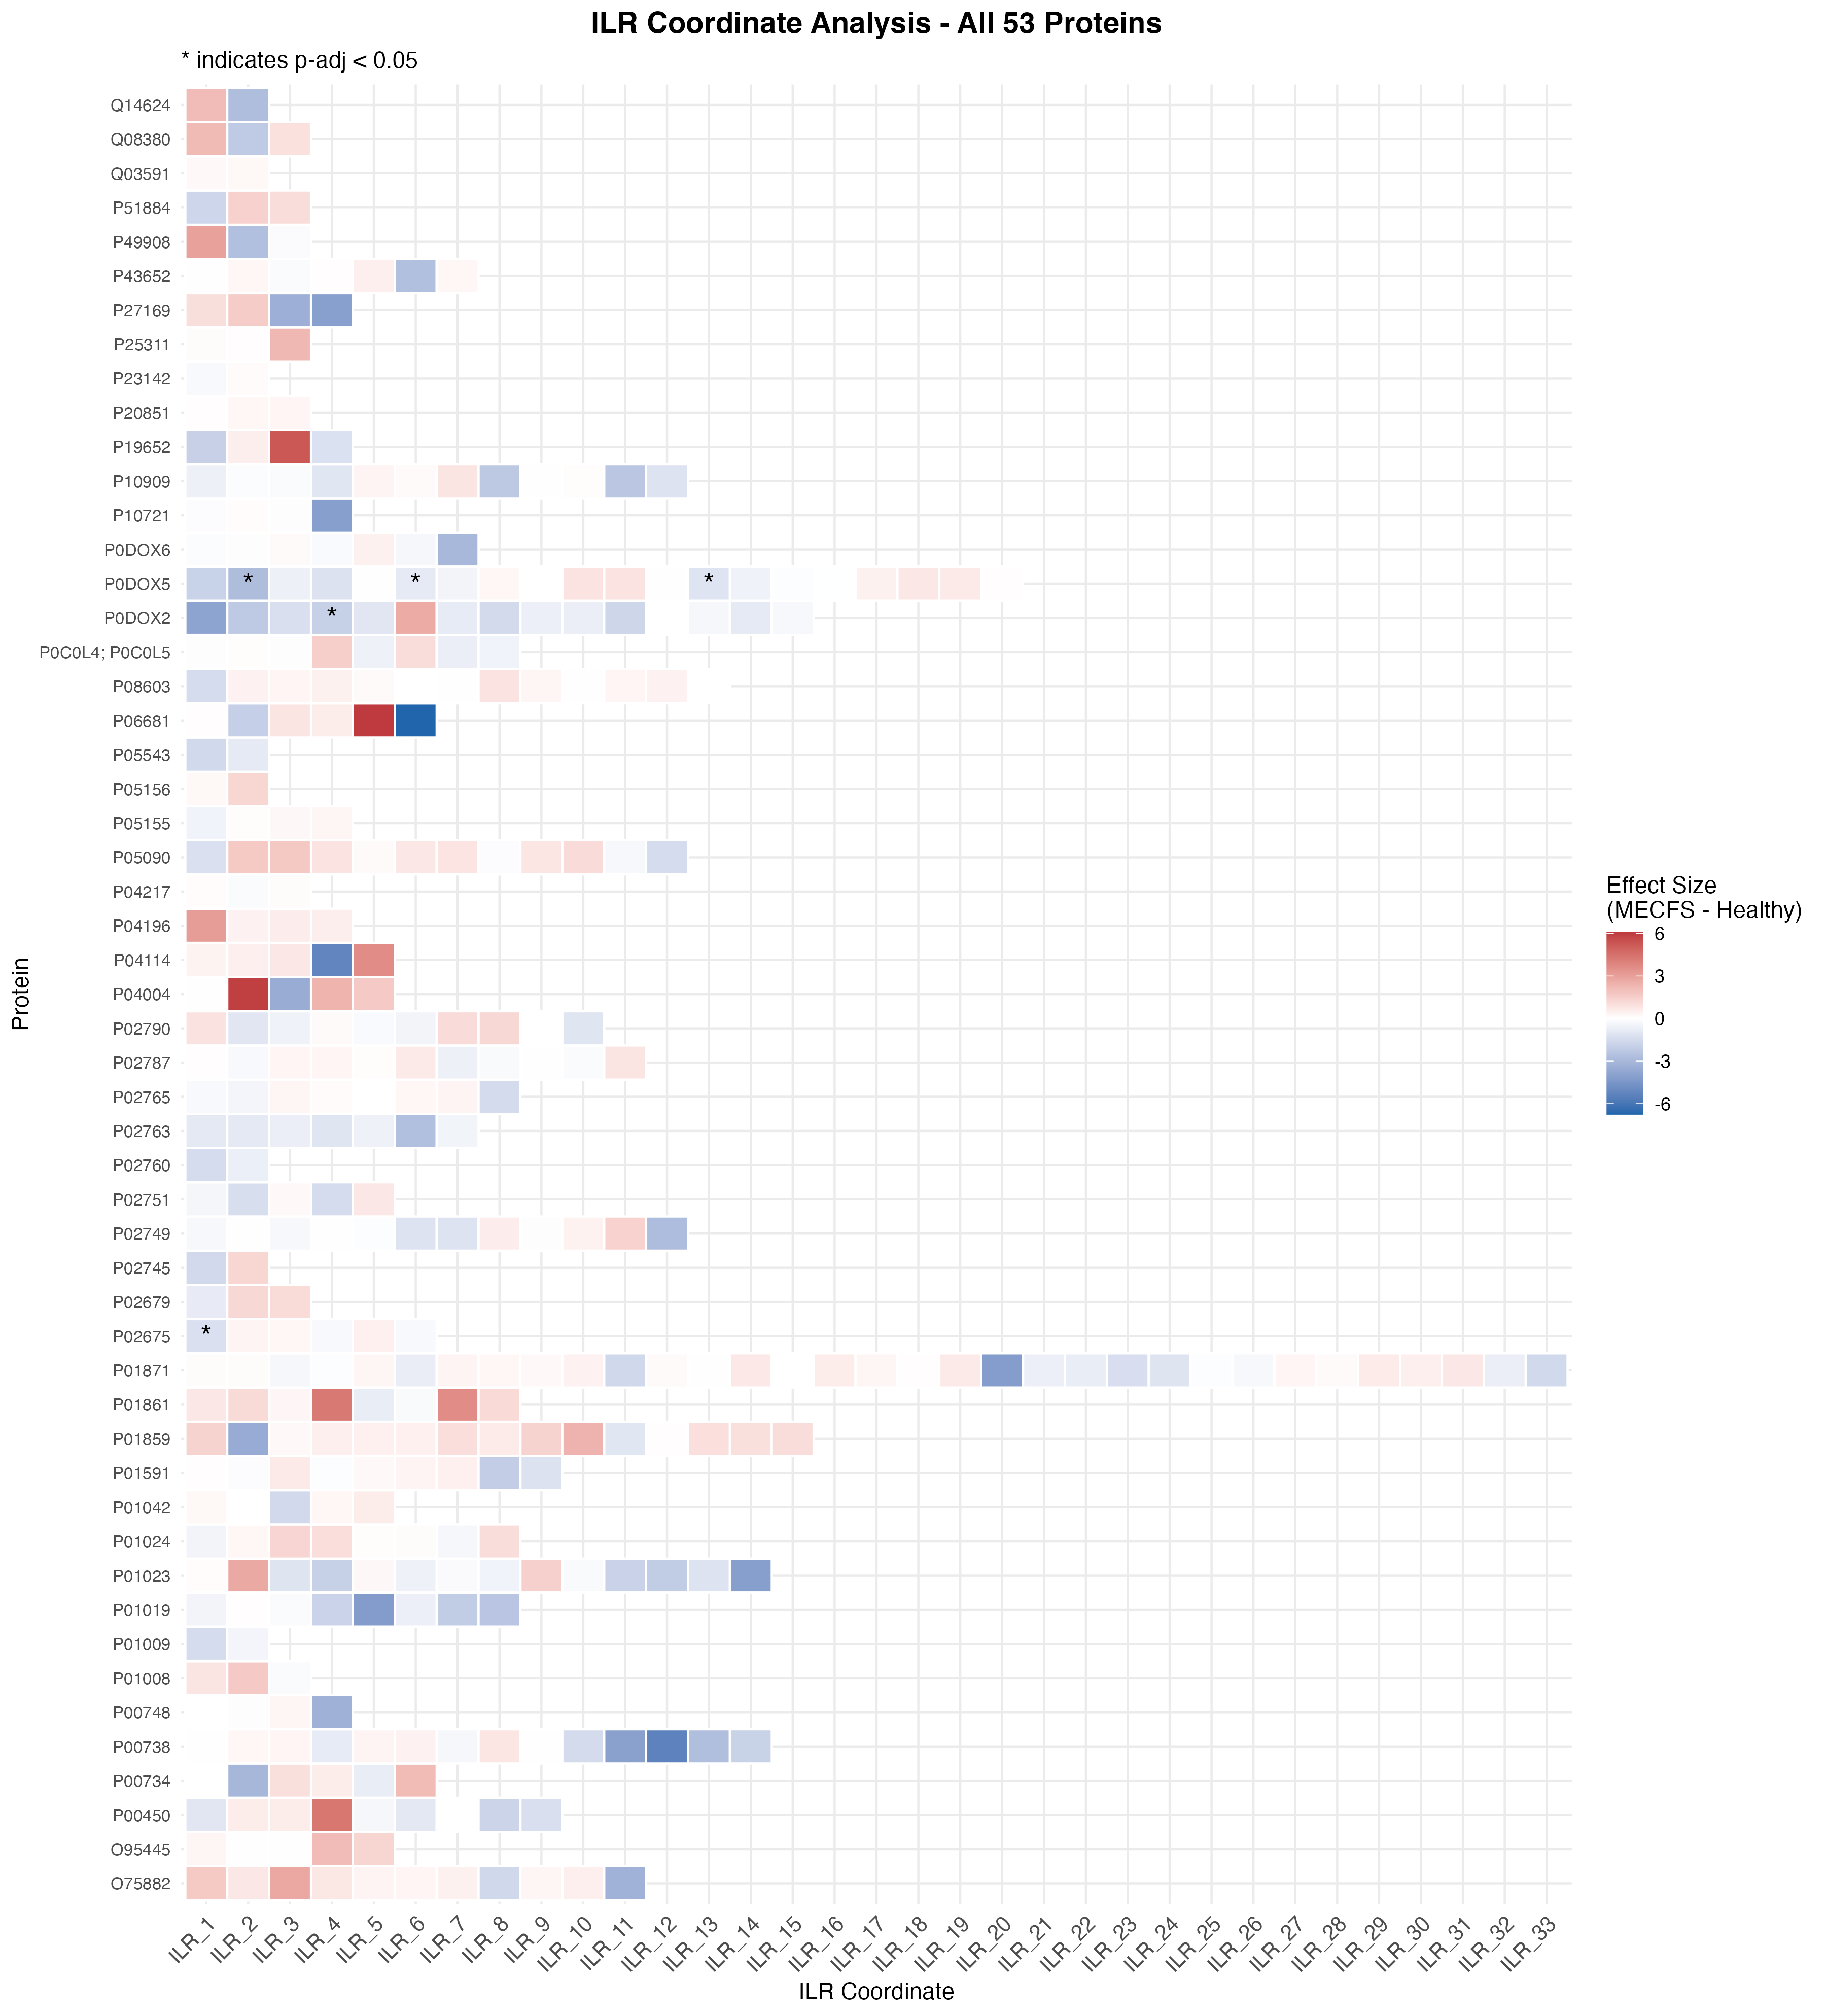 ILR Coordinate Analysis - All 53 Proteins
* indicates p-adj < 0.05
Q14624
Q08380
Q03591
P51884
P49908
P43652
P27169
P25311
P23142
P20851
P19652
P10909
P10721
P0DOX6
P0DOX5
* * *
P0DOX2
*
P0C0L4; P0C0L5
P08603
P06681
P05543
P05156
P05155
P05090
P04217
P04196
P04114
P04004
P02790
P02787
P02765
P02763
P02760
P02751
P02749
P02745
P02679
P02675
*
P01871
P01861
P01859
P01591
P01042
P01024
P01023
P01019
P01009
P01008
P00748
P00738
P00734
P00450
O95445
O75882
Protein
ILR_1
ILR_2
ILR_3
ILR_4
ILR_5
ILR_6
ILR_7
ILR_8
ILR_9
ILR_10
ILR_11
ILR_12
ILR_13
ILR_14
ILR_15
ILR_16
ILR_17
ILR_18
ILR_19
ILR_20
ILR_21
ILR_22
ILR_23
ILR_24
ILR_25
ILR_26
ILR_27
ILR_28
ILR_29
ILR_30
ILR_31
ILR_32
ILR_33
ILR Coordinate
Effect Size
(MECFS - Healthy)
6
3
0
-3
-6